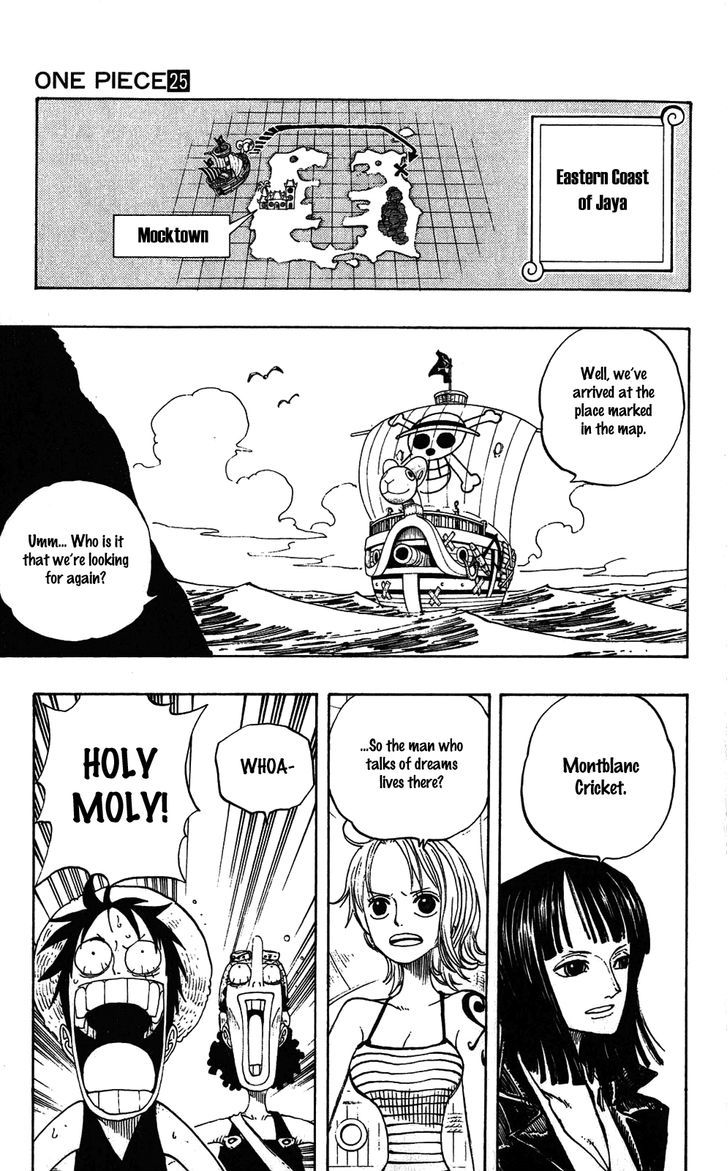 ONE PIECE 25
Eastern Coast
of Jaya
Mocktown
Well, we've
arrived at the
place marked
in the map.
Umm... Who is it
that we're looking
for again?
Montblanc
Cricket.
...So the man who
talks of dreams
lives there?
WHOA-
HOLY
MOLY!